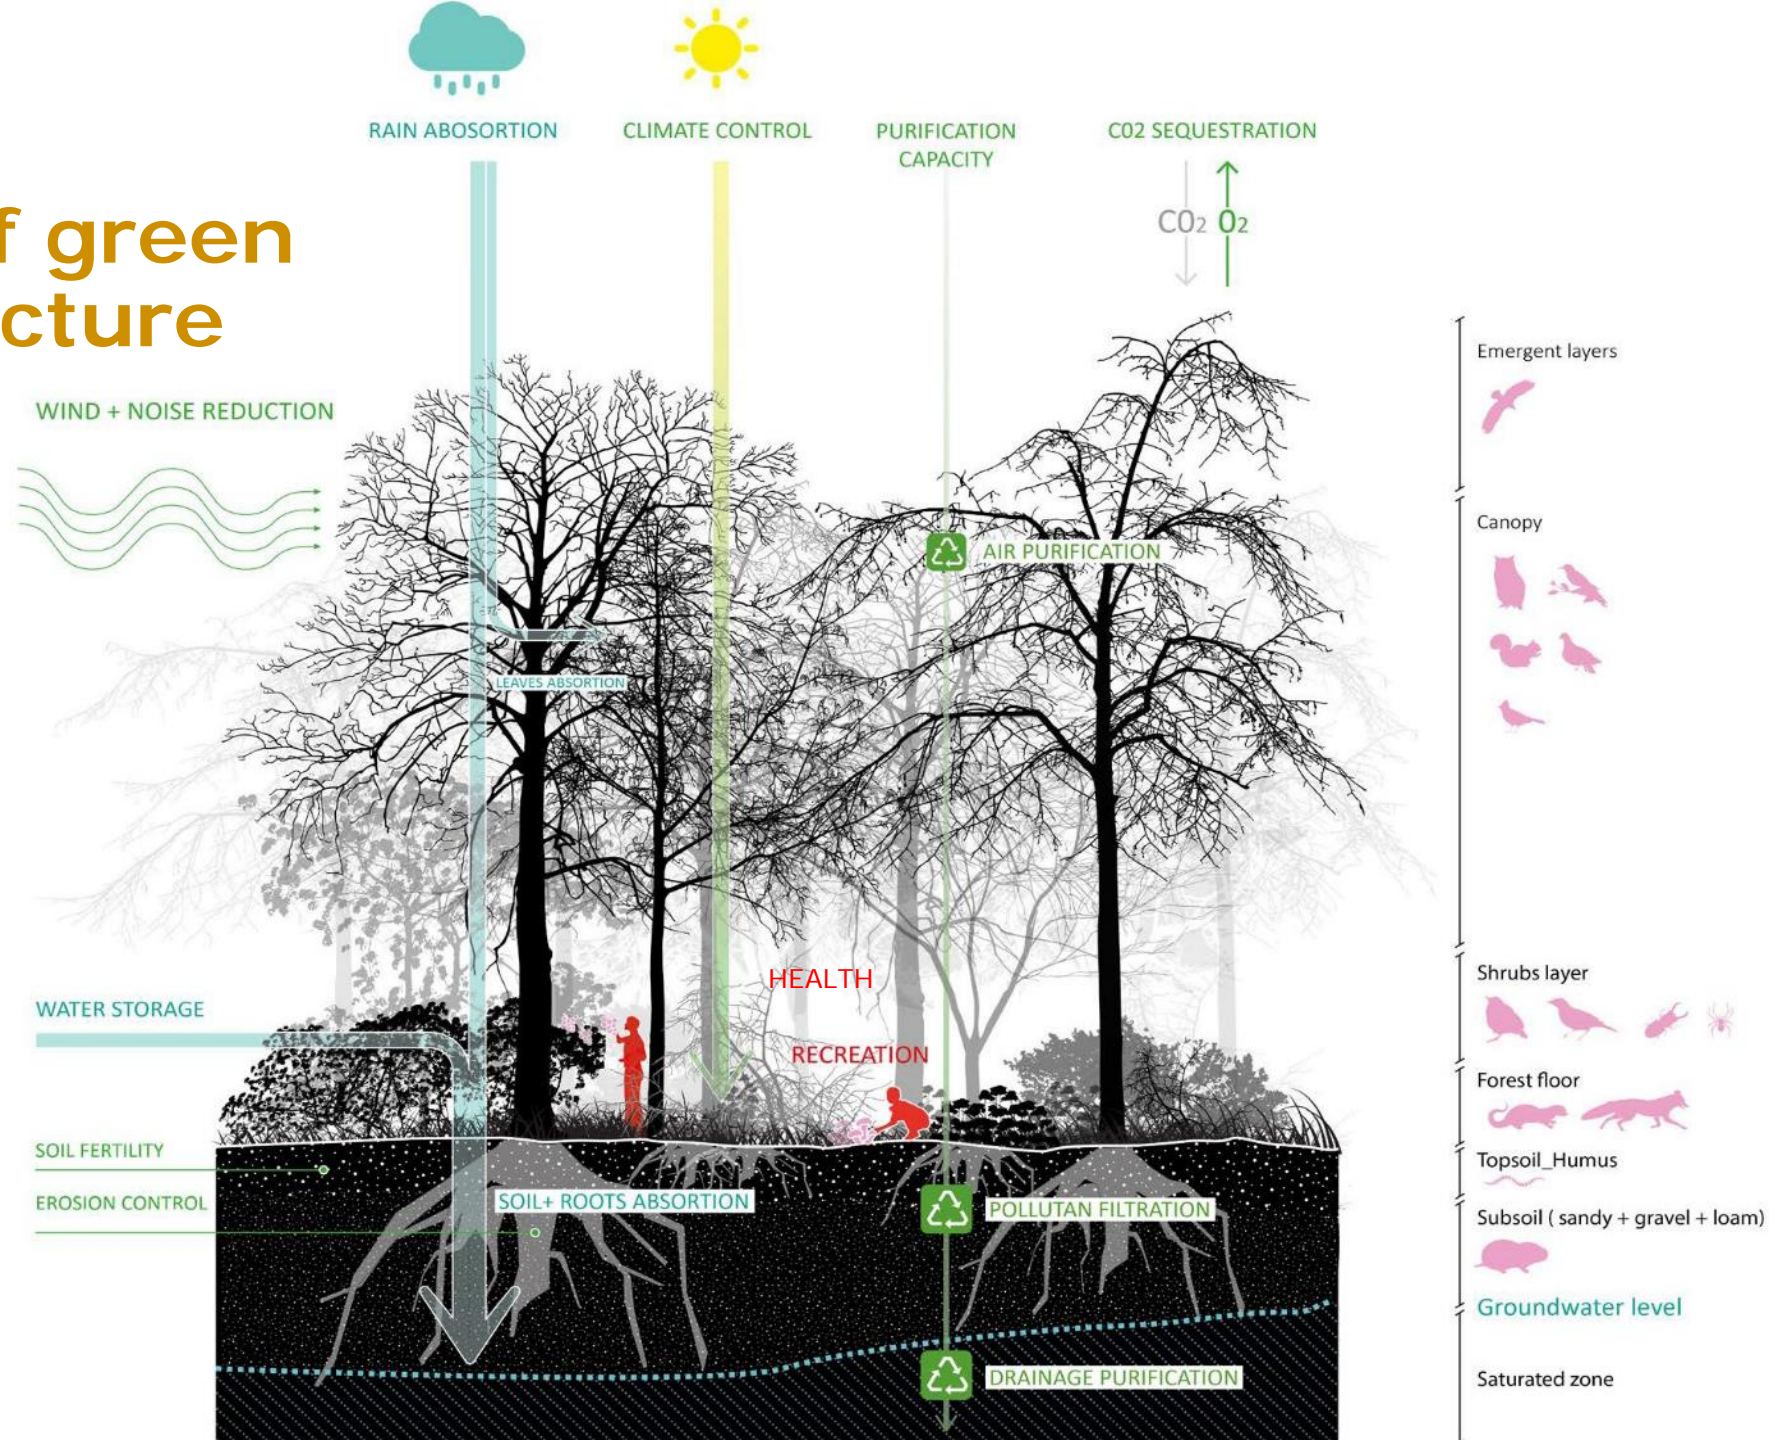 RAIN ABOSORTION
CLIMATE CONTROL
PURIFICATION
CAPACITY
C02 SEQUESTRATION
C0₂ 0₂
f green
cture
WIND + NOISE REDUCTION
AIR PURIFICATION
LEAVES ABSORTION
HEALTH
RECREATION
WATER STORAGE
SOIL FERTILITY
EROSION CONTROL
SOIL+ ROOTS ABSORTION
POLLUTAN FILTRATION
DRAINAGE PURIFICATION
Emergent layers
Canopy
Shrubs layer
Forest floor
Topsoil_Humus
Subsoil ( sandy + gravel + loam)
Groundwater level
Saturated zone